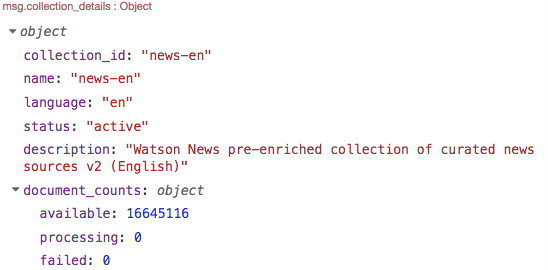 msg.collection_details : Object
object
collection_id: "news-en"
name: "news-en"
language: "en"
status: "active"
description: "Watson News pre-enriched collection of curated news
sources v2 (English)"
document_counts: object
available: 16645116
processing: 0
failed: 0